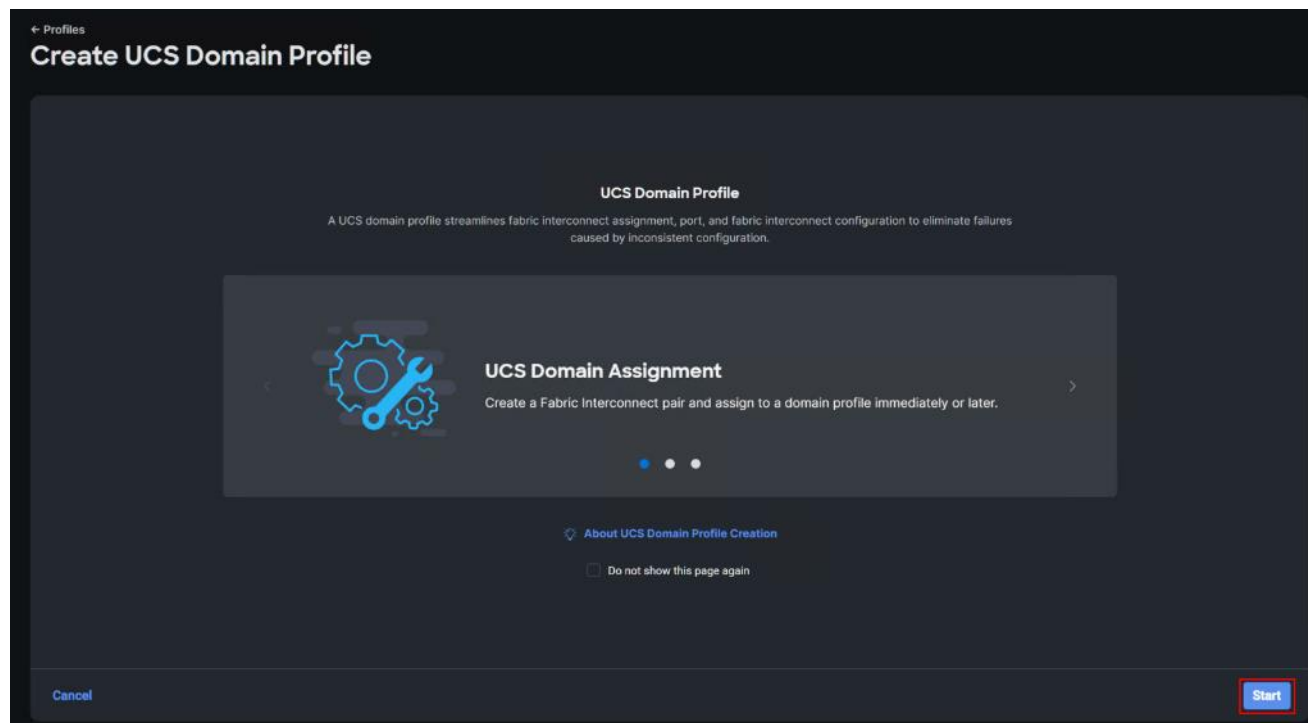 ← Profiles
Create UCS Domain Profile
UCS Domain Profile
A UCS domain profile streamlines fabric interconnect assignment, port, and fabric interconnect configuration to eliminate failures
caused by inconsistent configuration.
UCS Domain Assignment
Create a Fabric Interconnect pair and assign to a domain profile immediately or later.
About UCS Domain Profile Creation
Do not show this page again
Cancel
Start